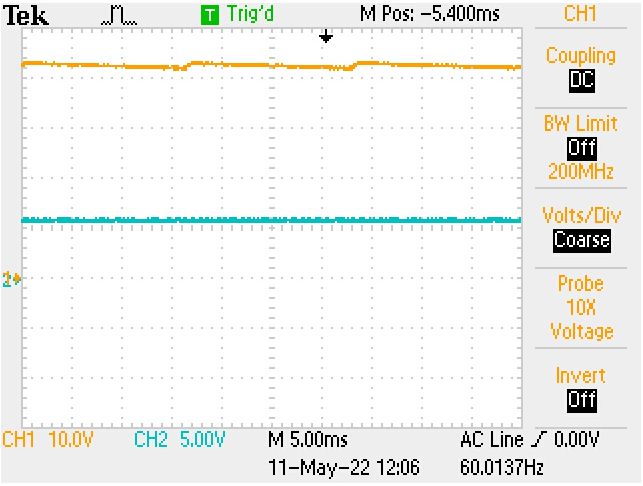 Tek T Trig'd M Pos: -5.400ms CH1
Coupling
DC
BW Limit
Off
200MHz
Volts/Div
Coarse
Probe
10X
Voltage
Invert
Off
1
2
CH1 10.0V CH2 5.00V M 5.00ms AC Line 0.00V
11-May-22 12:06 60.0137Hz